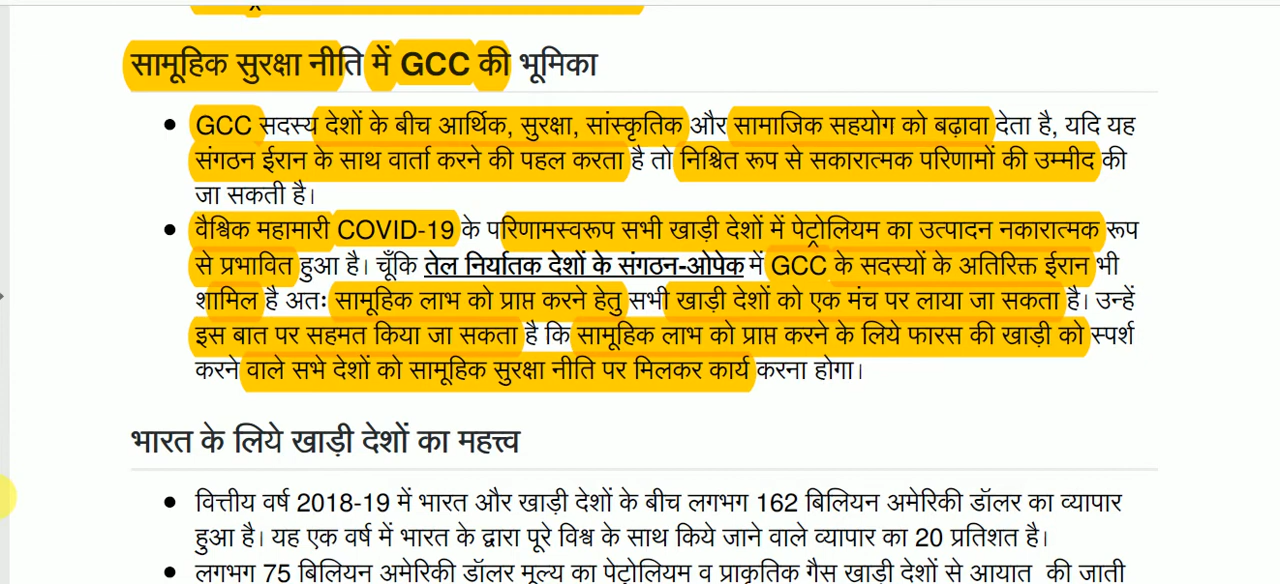 सामूहिक सुरक्षा नीति में GCC की भूमिका
● GCC सदस्य देशों के बीच आर्थिक, सुरक्षा, सांस्कृतिक और सामाजिक सहयोग को बढ़ावा देता है, यदि यह
संगठन ईरान के साथ वार्ता करने की पहल करता है तो निश्चित रूप से सकारात्मक परिणामों की उम्मीद की
जा सकती है।
● वैश्विक महामारी COVID-19 के परिणामस्वरूप सभी खाड़ी देशों में पेट्रोलियम का उत्पादन नकारात्मक रूप
से प्रभावित हुआ है। चूँकि तेल निर्यातक देशों के संगठन-ओपेक में GCC के सदस्यों के अतिरिक्त ईरान भी
शामिल है अतः सामूहिक लाभ को प्राप्त करने हेतु सभी खाड़ी देशों को एक मंच पर लाया जा सकता है। उन्हें
इस बात पर सहमत किया जा सकता है कि सामूहिक लाभ को प्राप्त करने के लिये फारस की खाड़ी को स्पर्श
करने वाले सभे देशों को सामूहिक सुरक्षा नीति पर मिलकर कार्य करना होगा।
भारत के लिये खाड़ी देशों का महत्त्व
● वित्तीय वर्ष 2018-19 में भारत और खाड़ी देशों के बीच लगभग 162 बिलियन अमेरिकी डॉलर का व्यापार
हुआ है। यह एक वर्ष में भारत के द्वारा पूरे विश्व के साथ किये जाने वाले व्यापार का 20 प्रतिशत है।
● लगभग 75 बिलियन अमेरिकी डॉलर मूल्य का पेट्रोलियम व प्राकृतिक गैस खाड़ी देशों से आयात की जाती